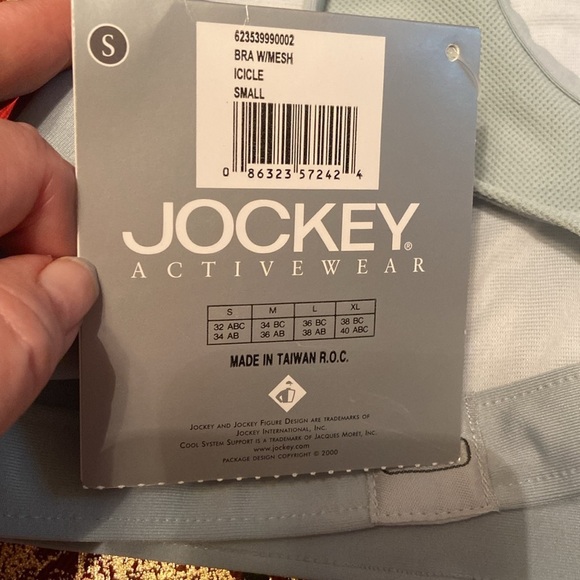 S
623539990002
BRA W/MESH
ICICLE
SMALL
0 86323 57242 4
JOCKEY®
ACTIVEWEAR
S M L XL
32 ABC 34 BC 36 BC 38 BC
34 AB 36 AB 38 AB 40 ABC
MADE IN TAIWAN R.O.C.
JOCKEY AND JOCKEY FIGURE DESIGN ARE TRADEMARKS OF
JOCKEY INTERNATIONAL, INC.
COOL SYSTEM SUPPORT IS A TRADEMARK OF JACQUES MORET, INC.
www.jockey.com
PACKAGE DESIGN COPYRIGHT © 2000